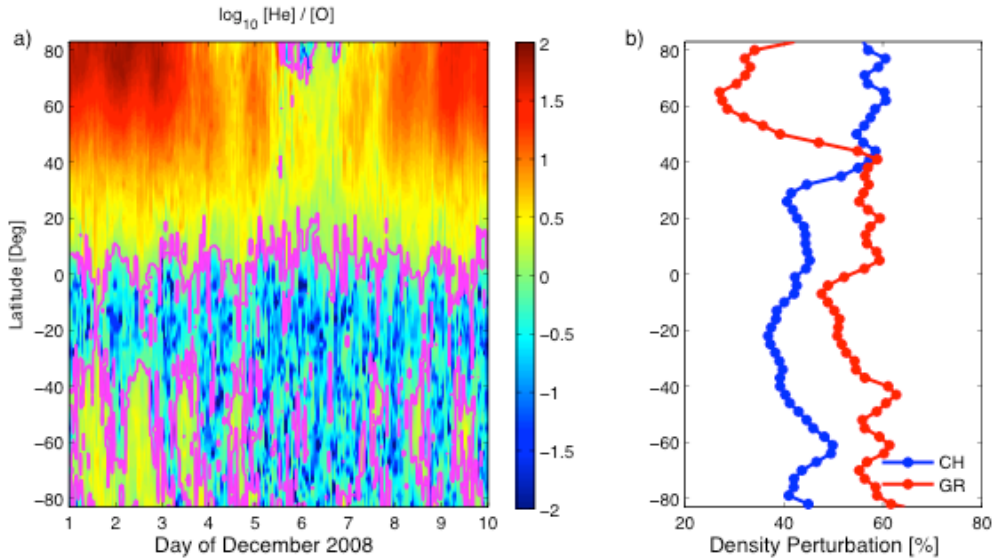 log10 [He] / [O]
a)
80
60
40
20
0
−20
−40
−60
−80
Latitude [Deg]
1 2 3 4 5 6 7 8 9 10
Day of December 2008
2
1.5
1
0.5
0
−0.5
−1
−1.5
−2
b)
80
60
40
20
0
−20
−40
−60
−80
CH
GR
20 40 60 80
Density Perturbation [%]